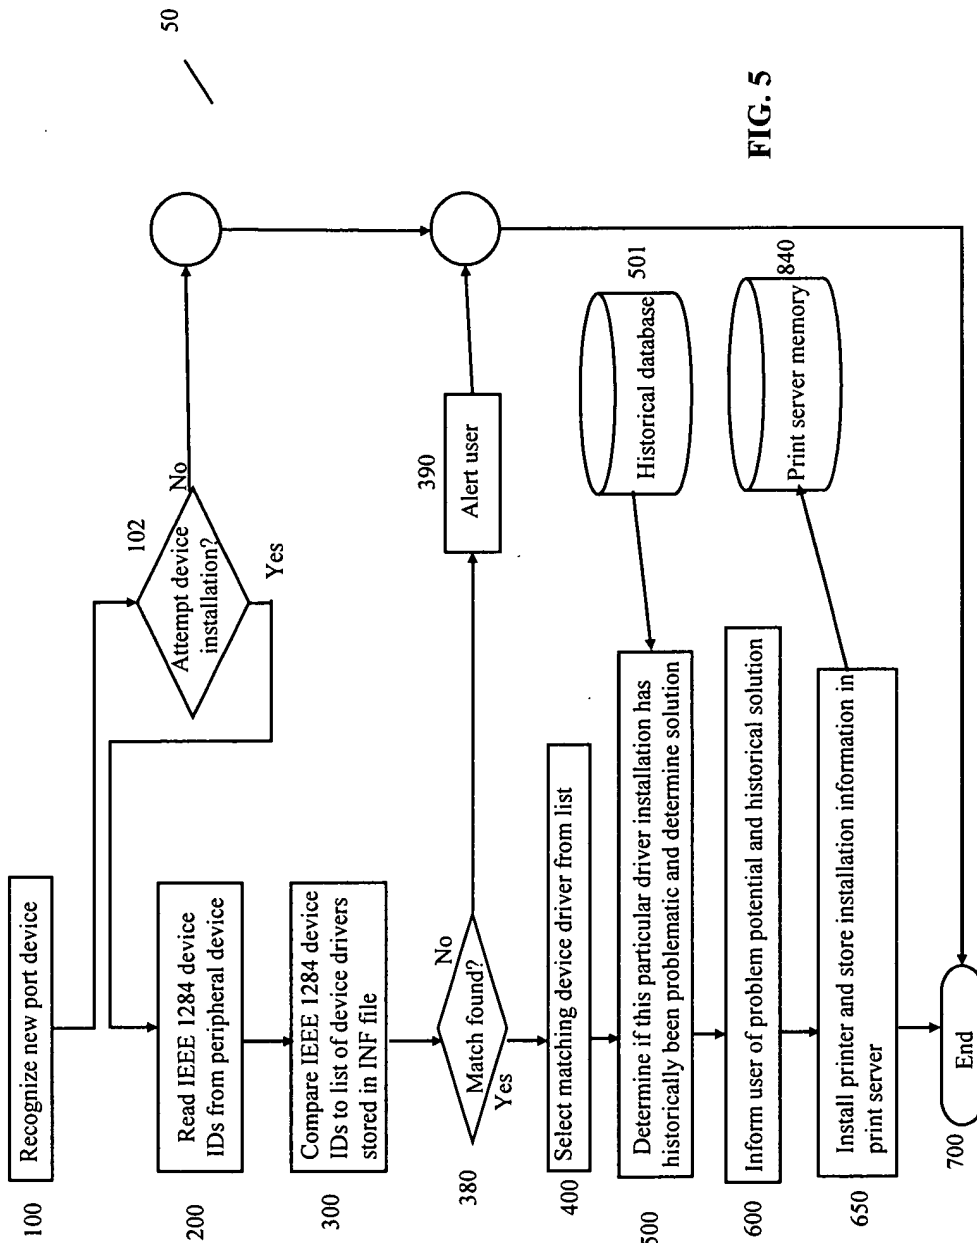 50
100
Recognize new port device
102
Attempt device
installation?
No
Yes
200
Read IEEE 1284 device
IDs from peripheral device
300
Compare IEEE 1284 device
IDs to list of device drivers
stored in INF file
380
Match found?
No
Yes
390
Alert user
400
Select matching device driver from list
500
Determine if this particular driver installation has
historically been problematic and determine solution
501
Historical database
600
Inform user of problem potential and historical solution
650
Install printer and store installation information in
print server
840
Print server memory
700
End
FIG. 5